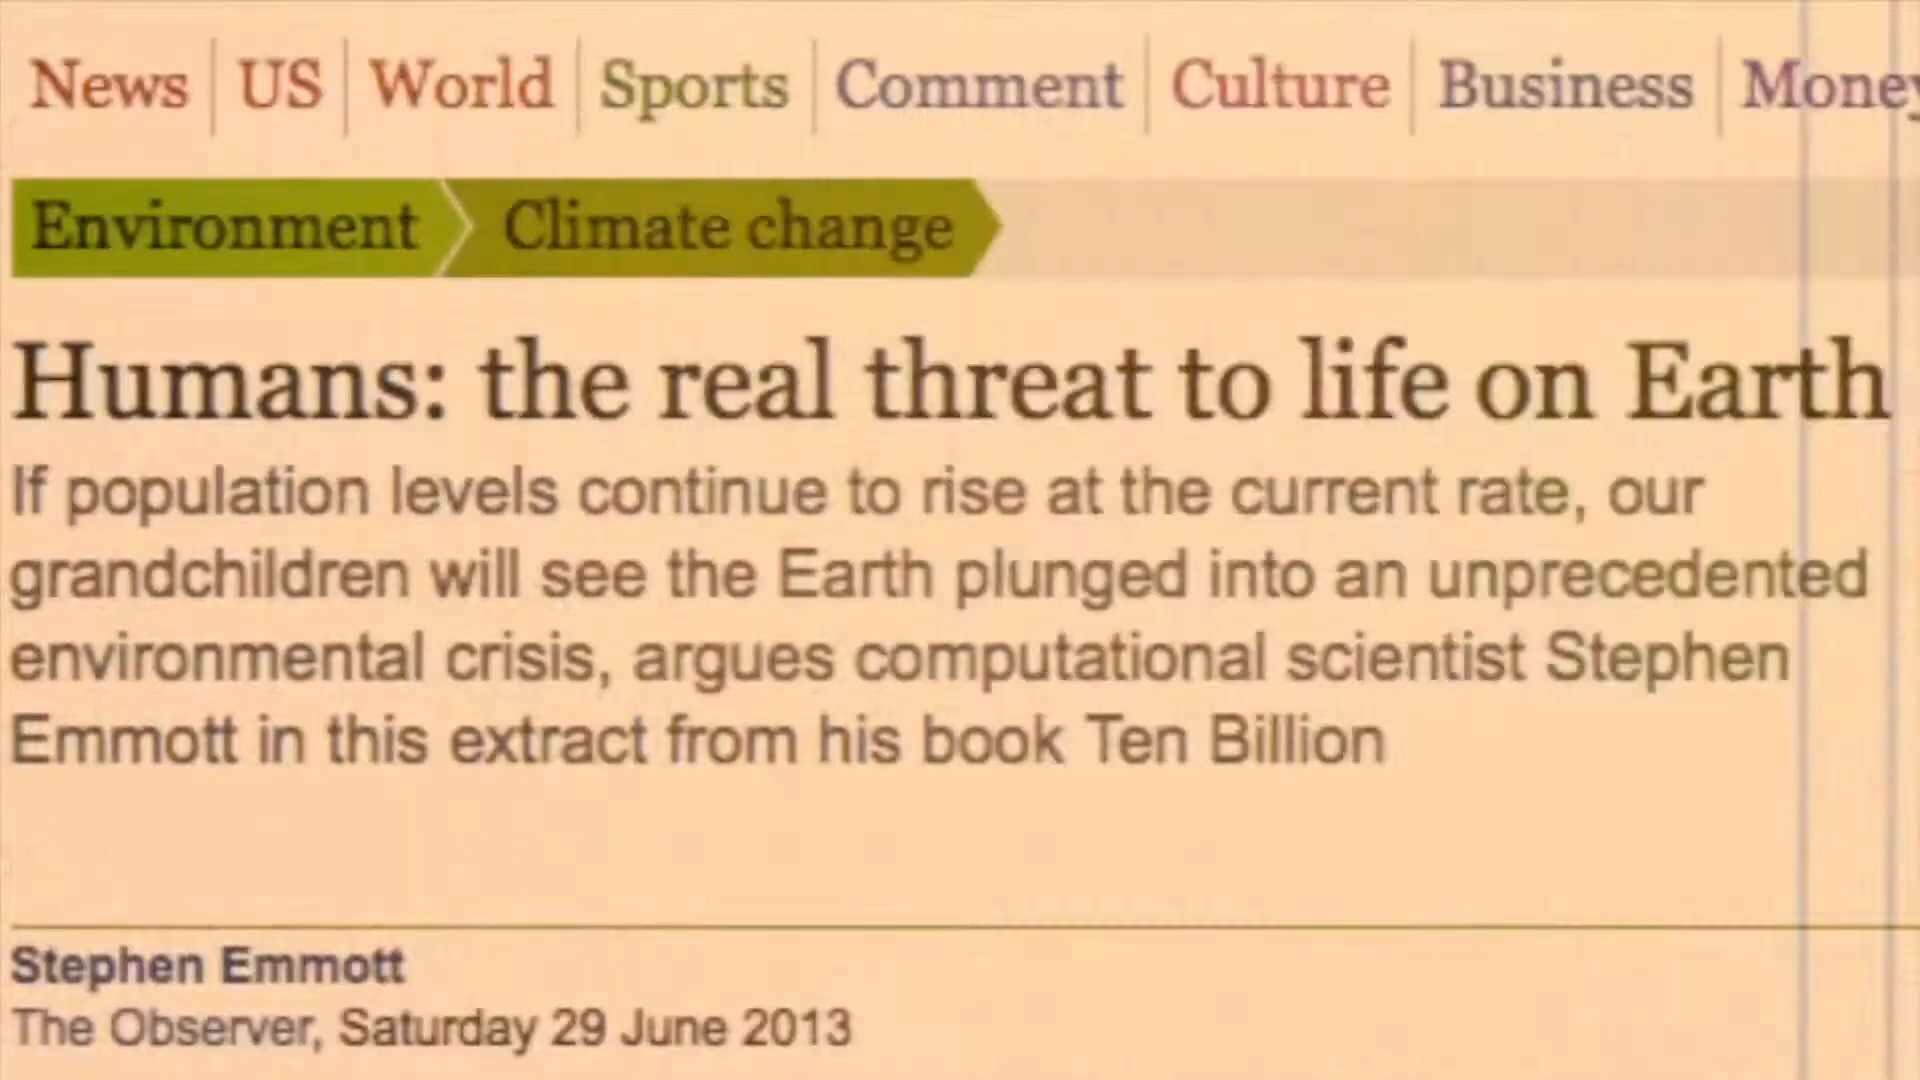 News US World Sports Comment Culture Business Money
Environment Climate change
Humans: the real threat to life on Earth
If population levels continue to rise at the current rate, our
grandchildren will see the Earth plunged into an unprecedented
environmental crisis, argues computational scientist Stephen
Emmott in this extract from his book Ten Billion
Stephen Emmott
The Observer, Saturday 29 June 2013